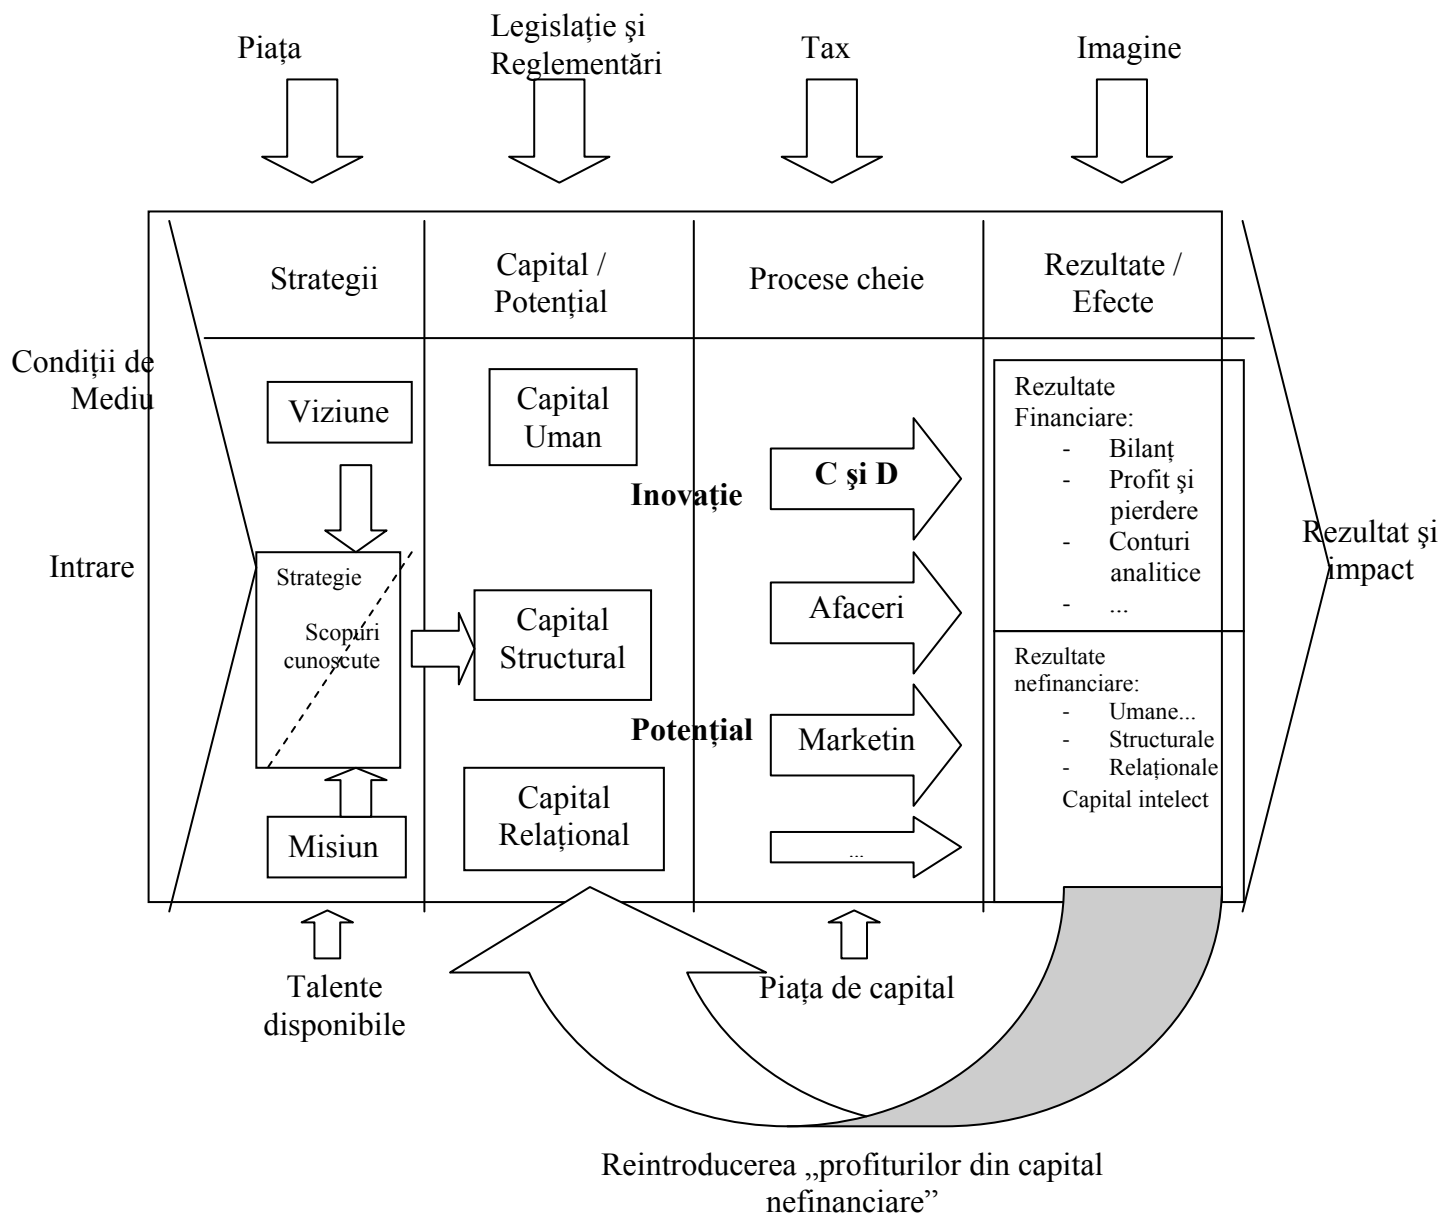 Piața
Legislație şi
Reglementări
Tax
Imagine
Strategii
Capital /
Potențial
Procese cheie
Rezultate /
Efecte
Condiții de
Mediu
Intrare
Viziune
Strategie
Scopuri
cunoscute
Misiun
Capital
Uman
Capital
Structural
Capital
Relațional
Inovație
Potențial
C şi D
Afaceri
Marketin
...
Rezultate
Financiare:
- Bilanț
- Profit şi
pierdere
- Conturi
analitice
- ...
Rezultate
nefinanciare:
- Umane...
- Structurale
- Relaționale
Capital intelect
Rezultat şi
impact
Talente
disponibile
Piața de capital
Reintroducerea „profiturilor din capital
nefinanciare”